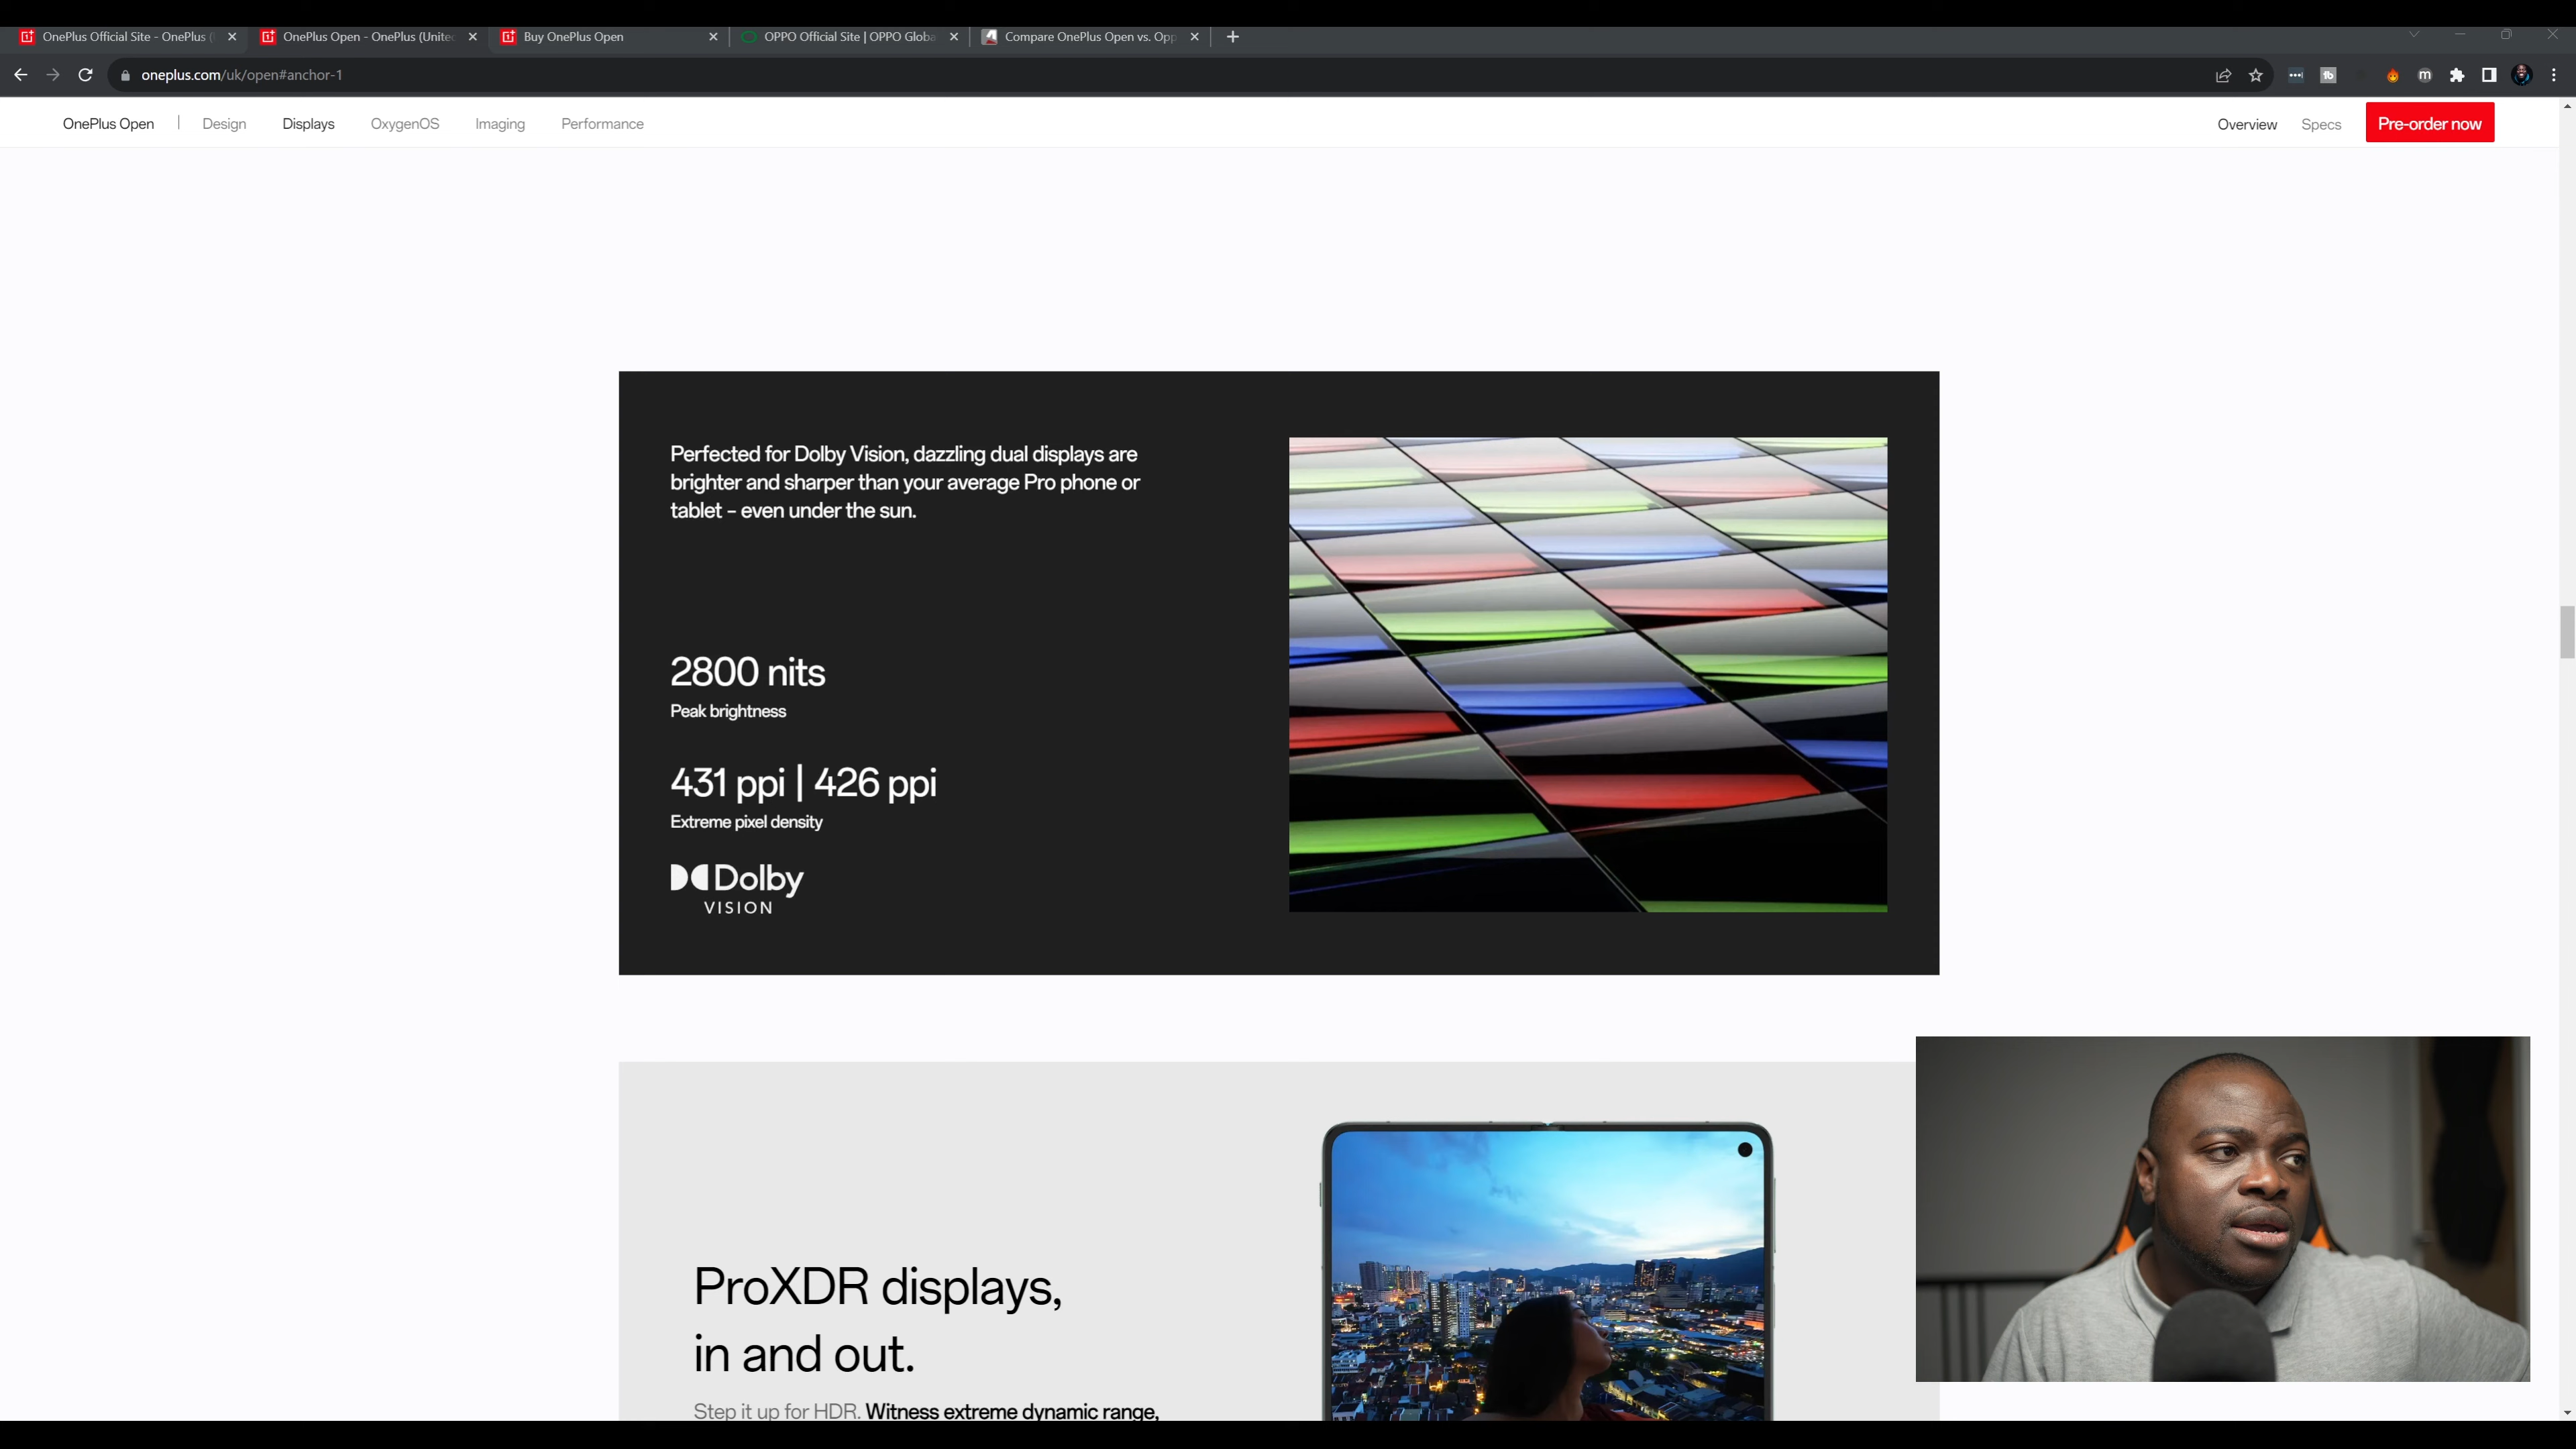 OnePlus Official Site - OnePlus (
OnePlus Open - OnePlus (Unite
Buy OnePlus Open
OPPO Official Site | OPPO Globa
Compare OnePlus Open vs. Opp
oneplus.com/uk/open#anchor-1
OnePlus Open | Design Displays OxygenOS Imaging Performance
Overview Specs Pre-order now
Perfected for Dolby Vision, dazzling dual displays are
brighter and sharper than your average Pro phone or
tablet – even under the sun.
2800 nits
Peak brightness
431 ppi | 426 ppi
Extreme pixel density
Dolby
VISION
ProXDR displays,
in and out.
Step it up for HDR. Witness extreme dynamic range,